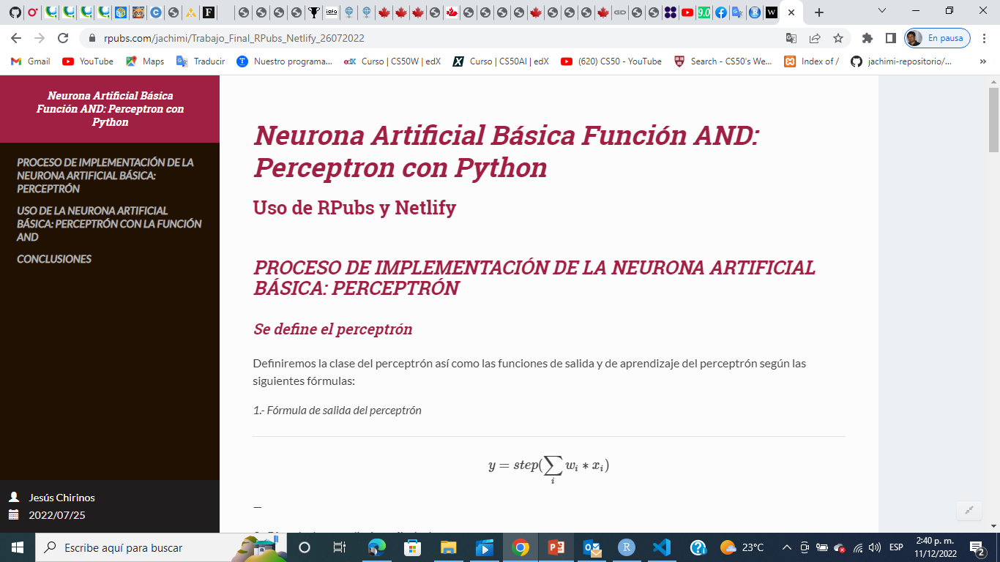 9.0
GD
W
rpubs.com/jachimi/Trabajo_Final_RPubs_Netlify_26072022
En pausa
Gmail
YouTube
Maps
Traducir
Nuestro programa...
Curso | CS50W | edX
Curso | CS50AI | edX
(620) CS50 - YouTube
Search - CS50's We...
Index of /
jachimi-repositorio/...
»
Neurona Artificial Básica
Función AND: Perceptron con
Python
PROCESO DE IMPLEMENTACIÓN DE LA
NEURONA ARTIFICIAL BÁSICA:
PERCEPTRÓN
USO DE LA NEURONA ARTIFICIAL
BÁSICA: PERCEPTRÓN CON LA FUNCIÓN
AND
CONCLUSIONES
Jesús Chirinos
2022/07/25
Neurona Artificial Básica Función AND:
Perceptron con Python
Uso de RPubs y Netlify
PROCESO DE IMPLEMENTACIÓN DE LA NEURONA ARTIFICIAL
BÁSICA: PERCEPTRÓN
Se define el perceptrón
Definiremos la clase del perceptrón así como las funciones de salida y de aprendizaje del perceptrón según las
siguientes fórmulas:
1.- Fórmula de salida del perceptrón
y = step(∑i wi ∗ xi)
—
Escribe aquí para buscar
23°C
ESP
2:40 p. m.
11/12/2022
2